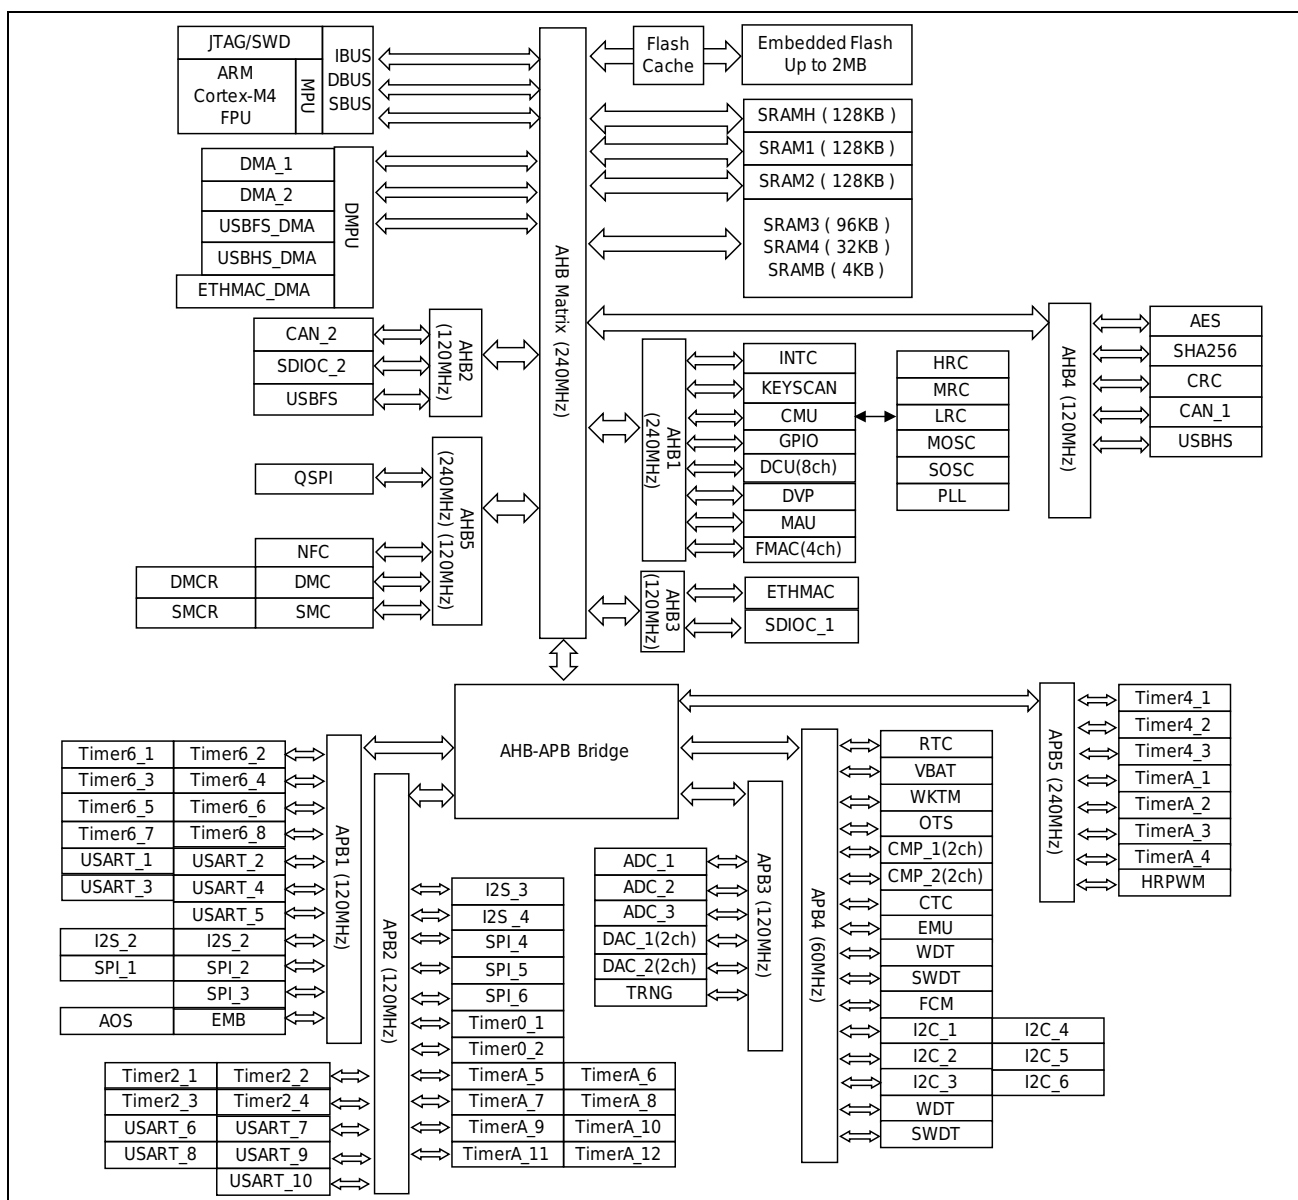 JTAG/SWD
ARM
Cortex-M4
FPU
MPU
IBUS
DBUS
SBUS
Flash
Cache
Embedded Flash
Up to 2MB
DMA_1
DMA_2
USBFS_DMA
USBHS_DMA
ETHMAC_DMA
DMPU
AHB Matrix (240MHz)
SRAMH ( 128KB )
SRAM1 ( 128KB )
SRAM2 ( 128KB )
SRAM3 ( 96KB )
SRAM4 ( 32KB )
SRAMB ( 4KB )
CAN_2
SDIOC_2
USBFS
AHB2
(120MHz)
QSPI
NFC
DMCR
DMC
SMCR
SMC
AHB5
(240MHz) (120MHz)
AHB1
(240MHz)
INTC
KEYSCAN
CMU
GPIO
DCU(8ch)
DVP
MAU
FMAC(4ch)
HRC
MRC
LRC
MOSC
SOSC
PLL
AHB4 (120MHz)
AES
SHA256
CRC
CAN_1
USBHS
AHB3
(120MHz)
ETHMAC
SDIOC_1
AHB-APB Bridge
Timer6_1
Timer6_2
Timer6_3
Timer6_4
Timer6_5
Timer6_6
Timer6_7
Timer6_8
USART_1
USART_2
USART_3
USART_4
USART_5
I2S_2
I2S_2
SPI_1
SPI_2
SPI_3
AOS
EMB
APB1 (120MHz)
Timer2_1
Timer2_2
Timer2_3
Timer2_4
USART_6
USART_7
USART_8
USART_9
USART_10
APB2 (120MHz)
I2S_3
I2S_4
SPI_4
SPI_5
SPI_6
Timer0_1
Timer0_2
TimerA_5
TimerA_6
TimerA_7
TimerA_8
TimerA_9
TimerA_10
TimerA_11
TimerA_12
ADC_1
ADC_2
ADC_3
DAC_1(2ch)
DAC_2(2ch)
TRNG
APB3 (120MHz)
APB4 (60MHz)
RTC
VBAT
WKTM
OTS
CMP_1(2ch)
CMP_2(2ch)
CTC
EMU
WDT
SWDT
FCM
I2C_1
I2C_4
I2C_2
I2C_5
I2C_3
I2C_6
WDT
SWDT
APB5 (240MHz)
Timer4_1
Timer4_2
Timer4_3
TimerA_1
TimerA_2
TimerA_3
TimerA_4
HRPWM